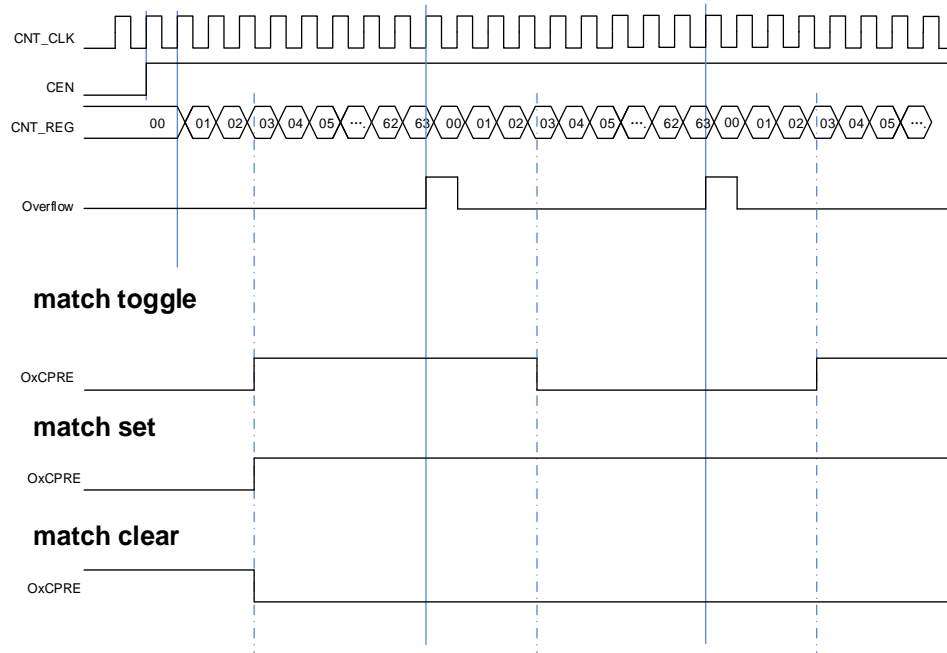 CNT_CLK
CEN
CNT_REG 00 01 02 03 04 05 ... 62 63 00 01 02 03 04 05 ... 62 63 00 01 02 03 04 05 ...
Overflow
match toggle
OxCPRE
match set
OxCPRE
match clear
OxCPRE